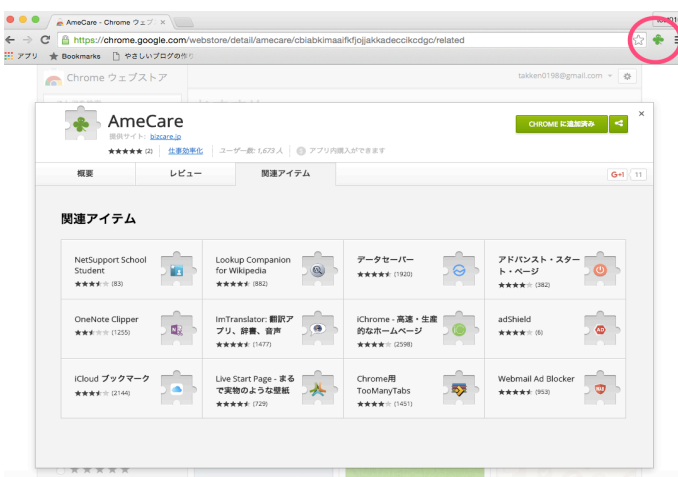 AmeCare - Chrome ウェブ
https://chrome.google.com/webstore/detail/amecare/cbiabkimaaifkfjojjakkadeccikcdgc/related
アプリ
Bookmarks
やさしいブログの作り
Chrome ウェブストア
takken0198@gmail.com
AmeCare
提供サイト: bizcare.jp
(2)
仕事効率化
ユーザー数: 1,673 人
アプリ内購入ができます
CHROME に追加済み
概要
レビュー
関連アイテム
G+1
11
関連アイテム
NetSupport School
Student
(83)
Lookup Companion
for Wikipedia
(882)
データセーバー
(1920)
アドバンスト・スター
ト・ページ
(382)
OneNote Clipper
(1255)
ImTranslator: 翻訳ア
プリ、辞書、音声
(1477)
iChrome - 高速・生産
的なホームページ
(2598)
adShield
(6)
iCloud ブックマーク
(2144)
Live Start Page - まる
で実物のような壁紙
(729)
Chrome用
TooManyTabs
(1451)
Webmail Ad Blocker
(953)